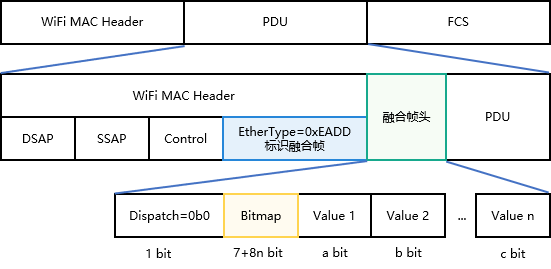 WiFi MAC Header
PDU
FCS
WiFi MAC Header
DSAP
SSAP
Control
EtherType=0xEADD
标识融合帧
融合帧头
PDU
Dispatch=0b0
Bitmap
Value 1
Value 2
...
Value n
1 bit
7+8n bit
a bit
b bit
c bit